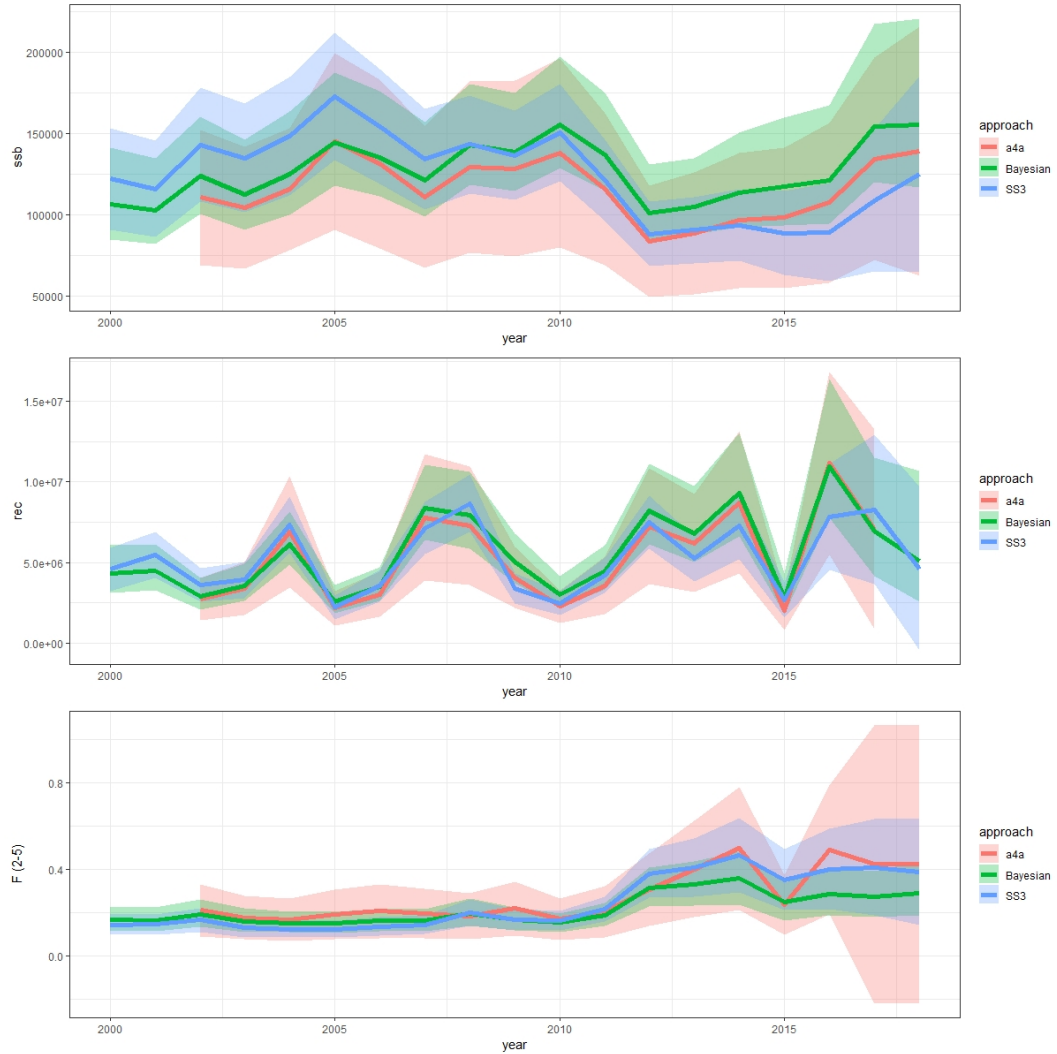 200000
150000
100000
50000
ssb
2000 2005 2010 2015
year
approach
a4a
Bayesian
SS3
1.5e+07
1.0e+07
5.0e+06
0.0e+00
rec
2000 2005 2010 2015
year
approach
a4a
Bayesian
SS3
0.8
0.4
0.0
F (2-5)
2000 2005 2010 2015
year
approach
a4a
Bayesian
SS3